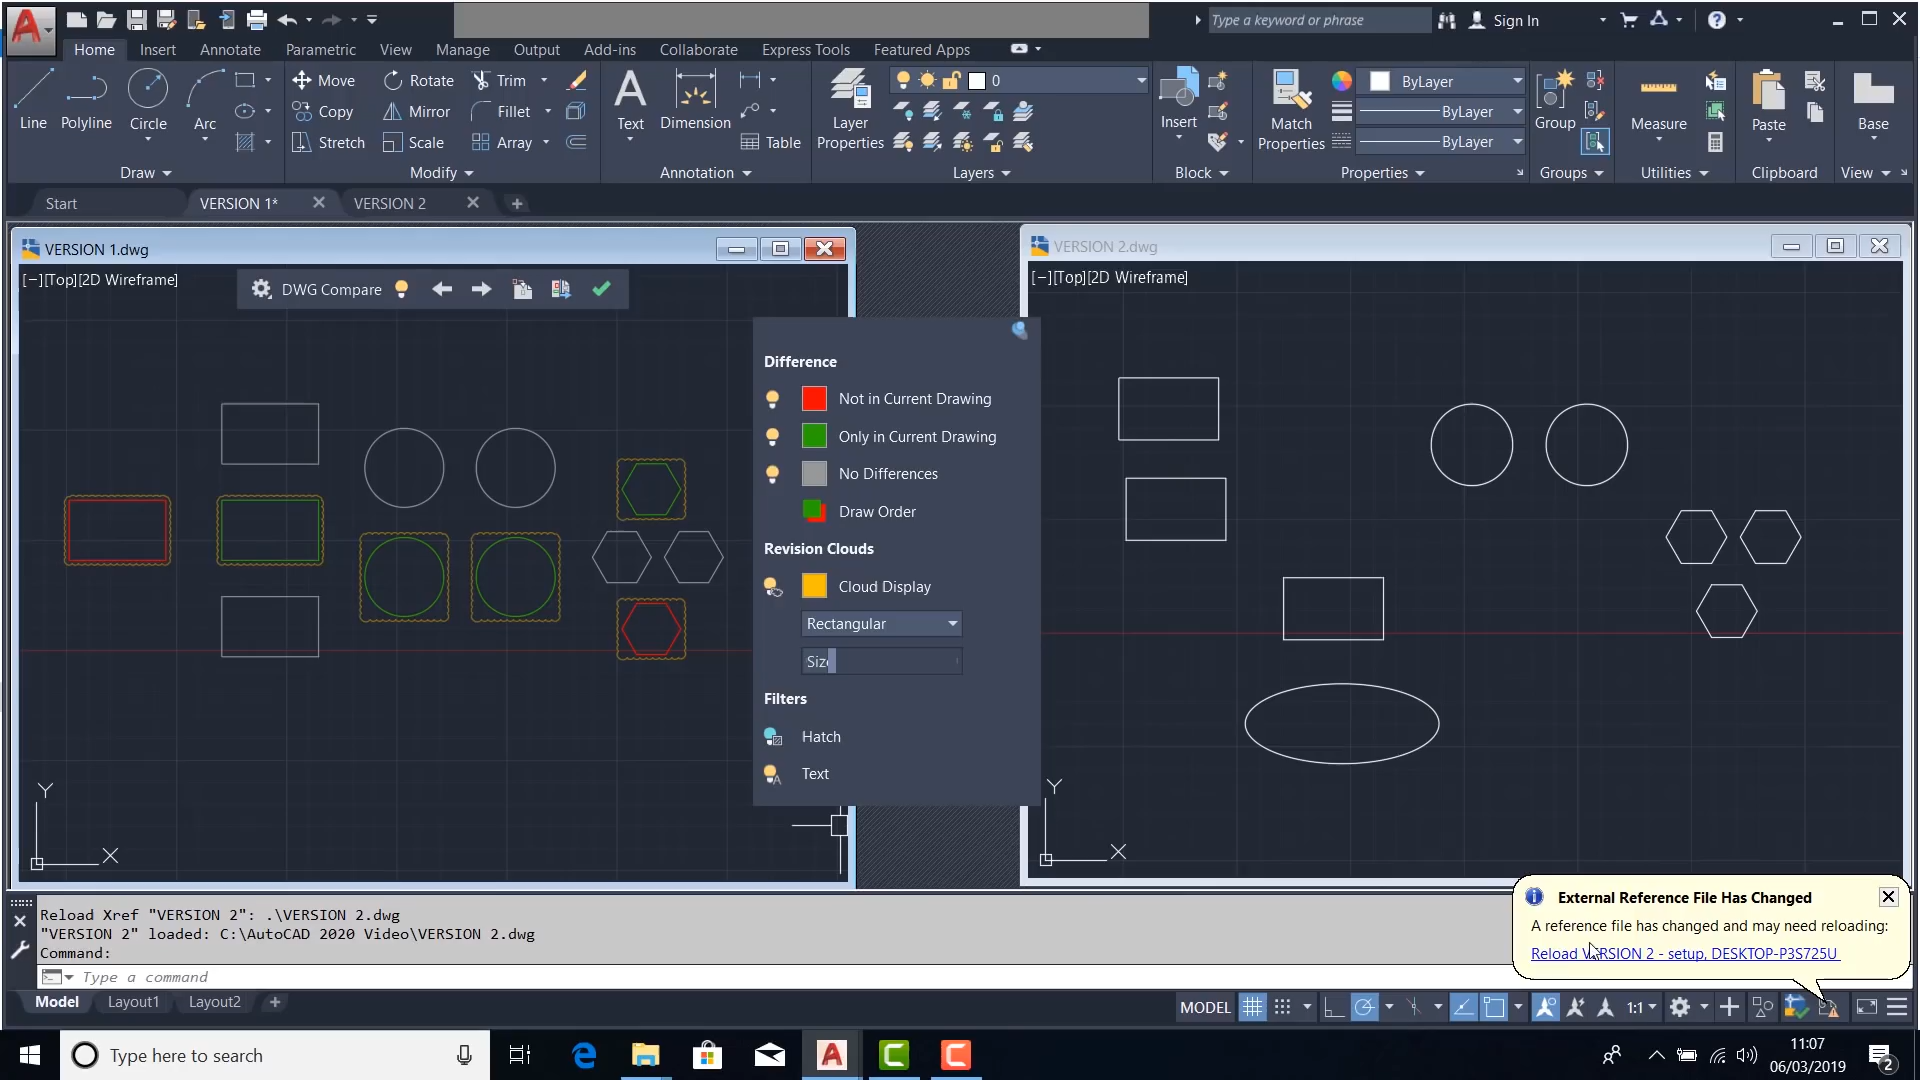 Type a keyword or phrase
Sign In
Home
Insert
Annotate
Parametric
View
Manage
Output
Add-ins
Collaborate
Express Tools
Featured Apps
Line
Polyline
Circle
Arc
Move
Rotate
Trim
Copy
Mirror
Fillet
Stretch
Scale
Array
Text
Dimension
Table
Layer
Properties
0
Insert
Match
Properties
ByLayer
ByLayer
ByLayer
Group
Measure
Paste
Base
Draw
Modify
Annotation
Layers
Block
Properties
Groups
Utilities
Clipboard
View
Start
VERSION 1*
VERSION 2
VERSION 1.dwg
[−][Top][2D Wireframe]
DWG Compare
Difference
Not in Current Drawing
Only in Current Drawing
No Differences
Draw Order
Revision Clouds
Cloud Display
Rectangular
Size
Filters
Hatch
Text
Y
X
VERSION 2.dwg
[−][Top][2D Wireframe]
Y
X
Reload Xref "VERSION 2": .\VERSION 2.dwg
"VERSION 2" loaded: C:\AutoCAD 2020 Video\VERSION 2.dwg
Command:
Type a command
External Reference File Has Changed
A reference file has changed and may need reloading:
Reload VERSION 2 - setup, DESKTOP-P3S725U
Model
Layout1
Layout2
MODEL
1:1
Type here to search
11:07
06/03/2019
2